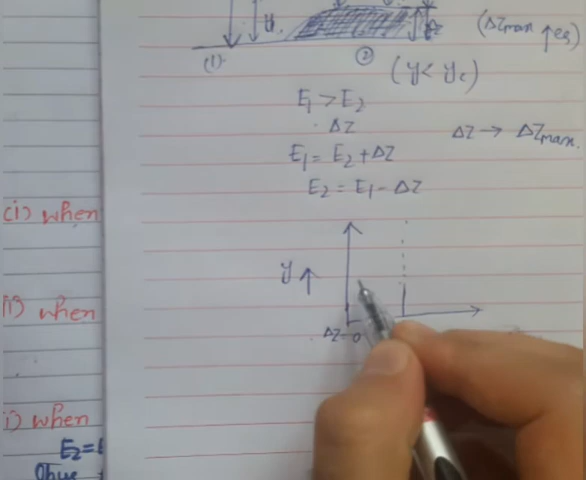 y
(1)
②
(ΔZmax ↑es)
(y < yc)
E1 > E2
ΔZ
ΔZ → ΔZmax.
E1 = E2 + ΔZ
E2 = E1 - ΔZ
(i) when
y ↑
when
ΔZ=0
i) when
E2=